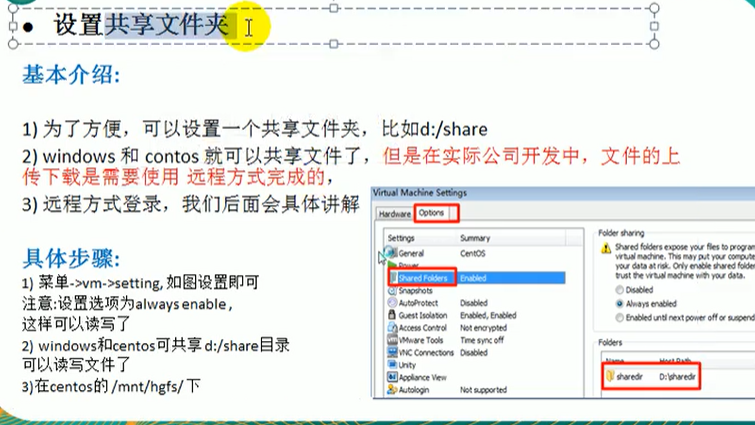 • 设置共享文件夹
基本介绍:
1) 为了方便，可以设置一个共享文件夹，比如d:/share
2) windows 和 contos 就可以共享文件了，但是在实际公司开发中，文件的上
传下载是需要使用 远程方式完成的，
3) 远程方式登录，我们后面会具体讲解
具体步骤:
1) 菜单->vm->setting, 如图设置即可
注意:设置选项为always enable ,
这样可以读写了
2) windows和centos可共享 d:/share目录
可以读写文件了
3)在centos的 /mnt/hgfs/ 下
Virtual Machine Settings
Hardware Options
Settings Summary
General CentOS
Power
Shared Folders Enabled
Snapshots
AutoProtect Disabled
Guest Isolation Enabled, Enabled
Access Control Not encrypted
VMware Tools Time sync off
VNC Connections Disabled
Unity
Appliance View
Autologin Not supported
Folder sharing
Shared folders expose your files to program
virtual machine. This may put your compute
your data at risk. Only enable shared folder
trust the virtual machine with your data.
Disabled
Always enabled
Enabled until next power off or suspend
Folders
Name Host Path
sharedir D:\sharedir